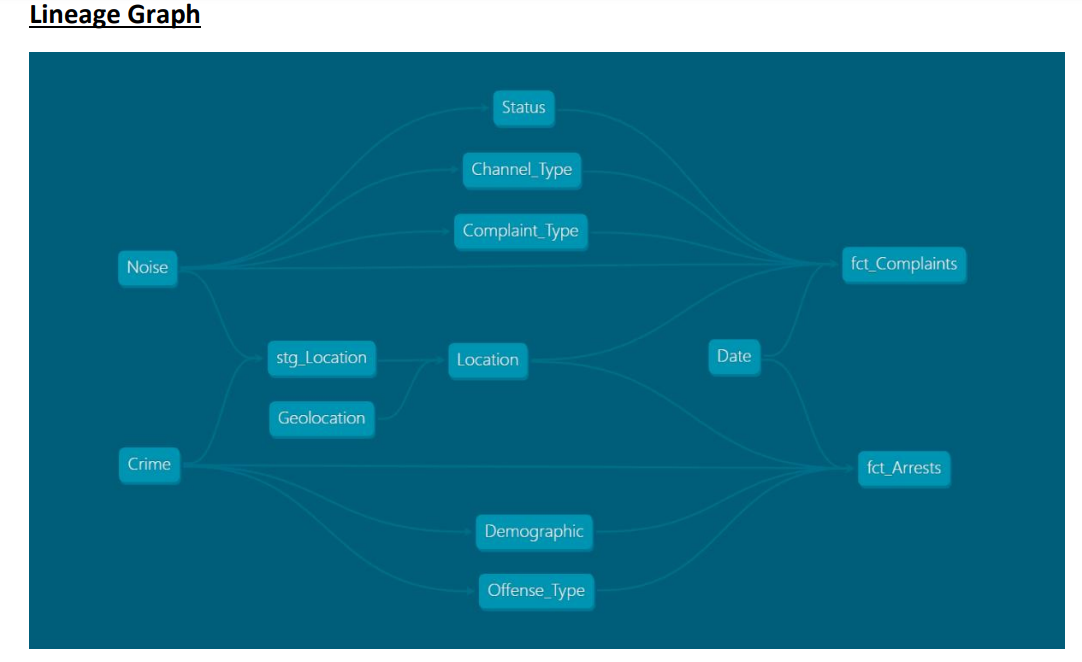 Lineage Graph
Status
Channel_Type
Complaint_Type
Noise
fct_Complaints
stg_Location
Location
Date
Geolocation
Crime
fct_Arrests
Demographic
Offense_Type